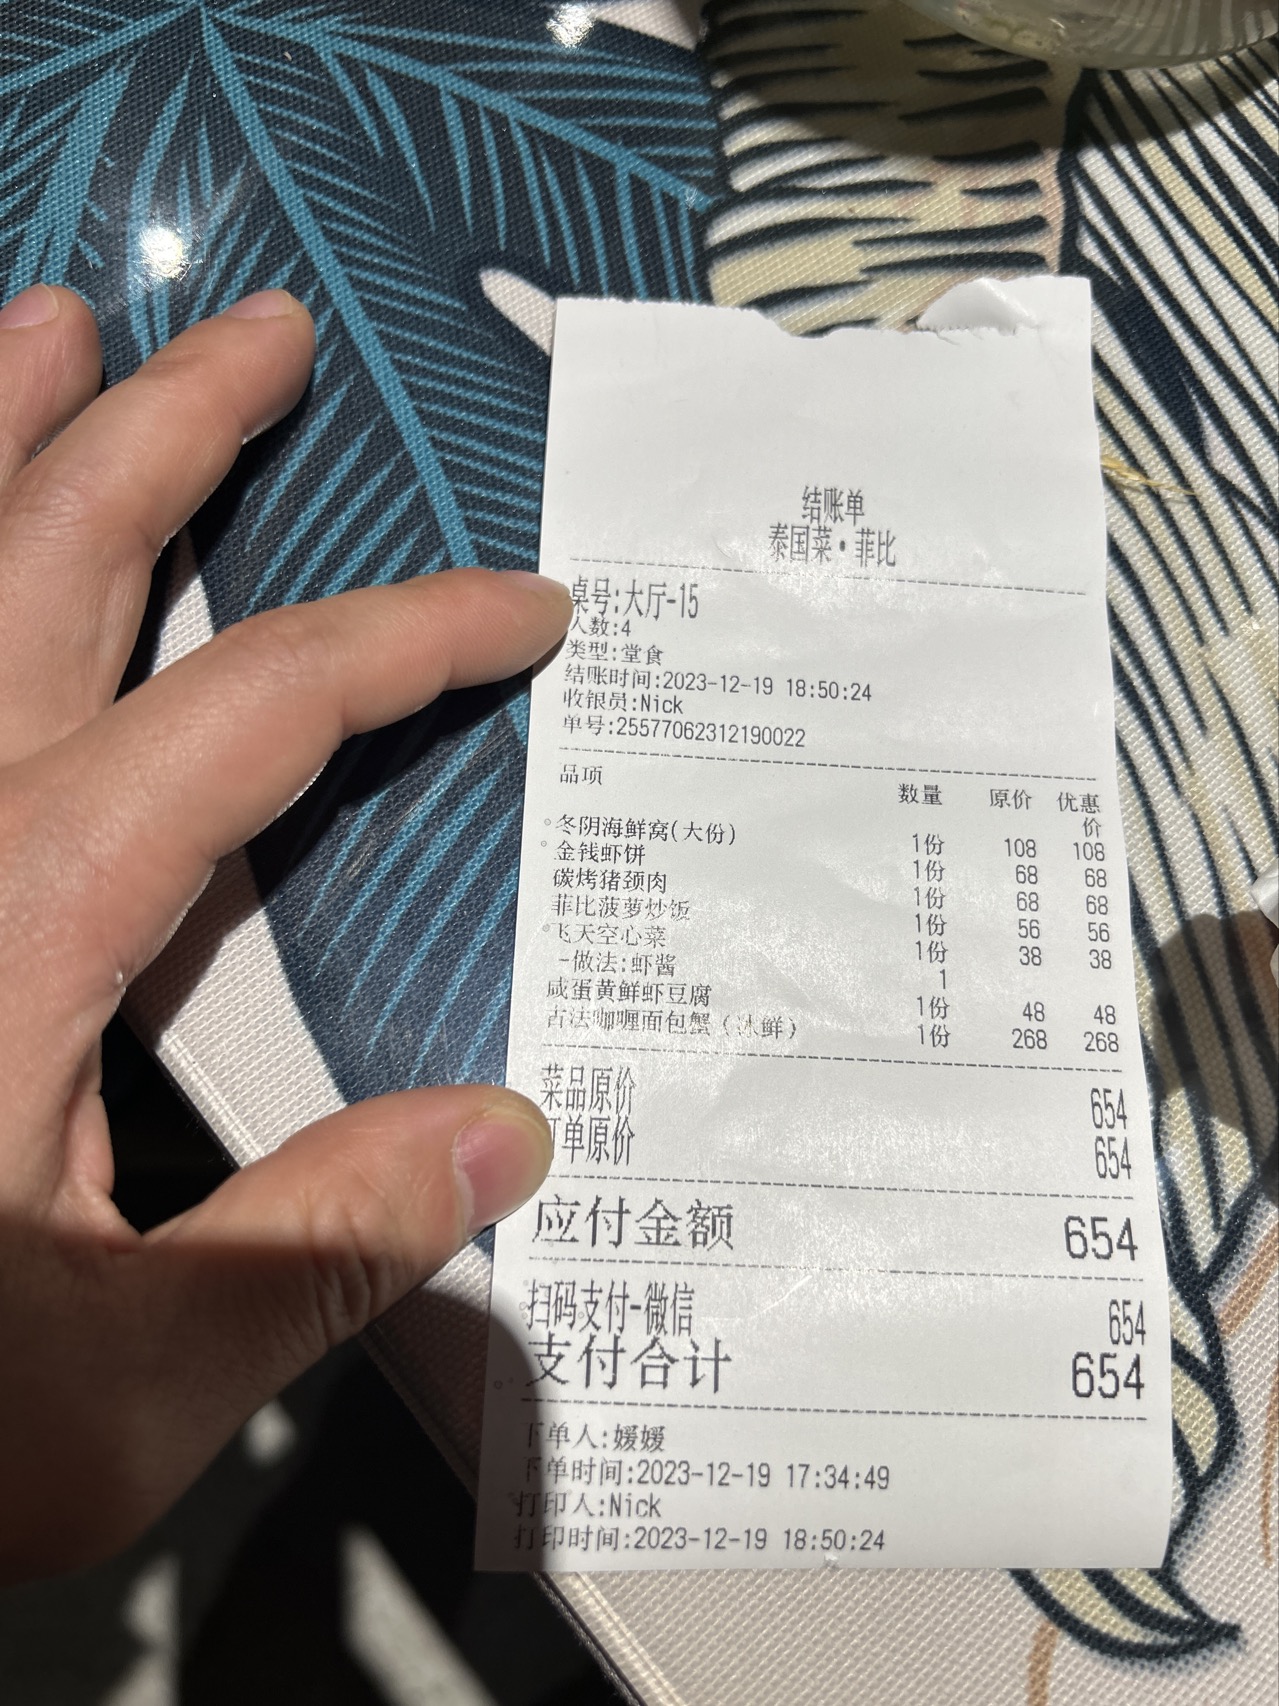 结账单
泰国菜·菲比
桌号:大厅-15
人数:4
类型:堂食
结账时间:2023-12-19 18:50:24
收银员:Nick
单号:25577062312190022
品项 数量 原价 优惠价
冬阴海鲜窝(大份) 1份 108 108
金钱虾饼 1份 68 68
碳烤猪颈肉 1份 68 68
菲比菠萝炒饭 1份 56 56
飞天空心菜 1份 38 38
-做法:虾酱 1
咸蛋黄鲜虾豆腐 1份 48 48
古法咖喱面包蟹(冰鲜) 1份 268 268
菜品原价 654
订单原价 654
应付金额 654
扫码支付-微信 654
支付合计 654
下单人:媛媛
下单时间:2023-12-19 17:34:49
打印人:Nick
打印时间:2023-12-19 18:50:24